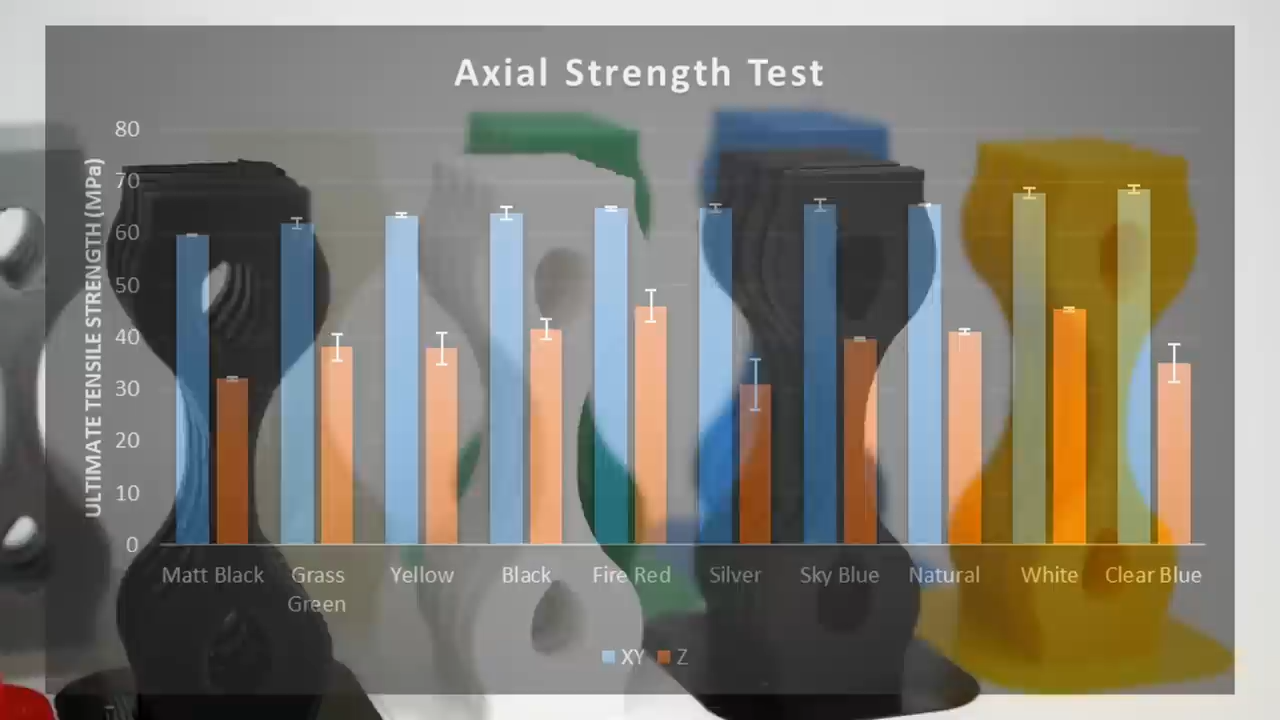 Axial Strength Test
ULTIMATE TENSILE STRENGTH (MPa)
80
70
60
50
40
30
20
10
0
Matt Black
Grass Green
Yellow
Black
Fire Red
Silver
Sky Blue
Natural
White
Clear Blue
XY
Z